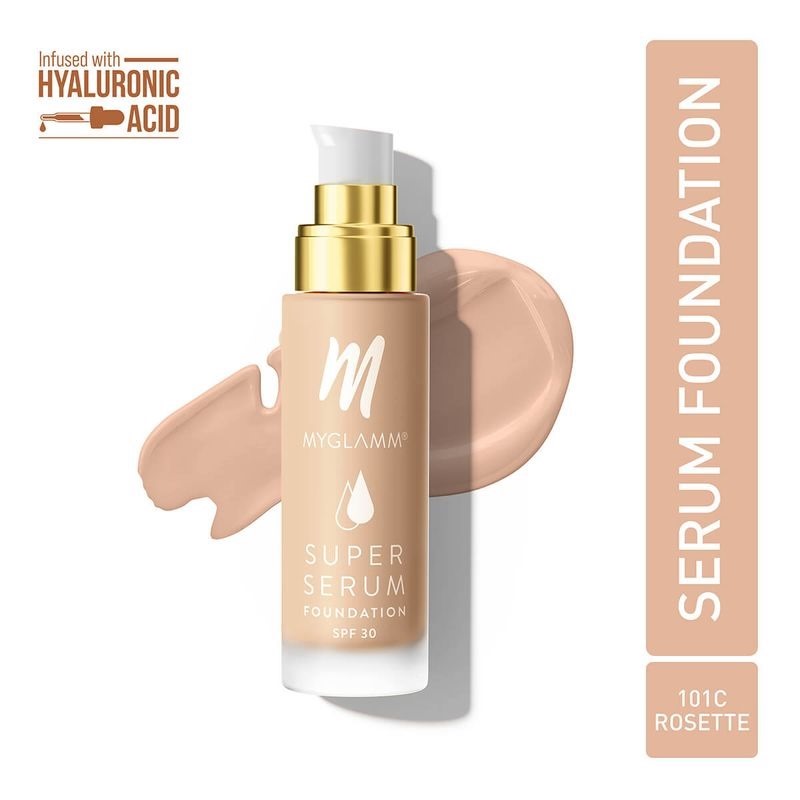 Infused with
HYALURONIC
ACID
M
MYGLAMM®
SUPER
SERUM
FOUNDATION
SPF 30
SERUM FOUNDATION
101C
ROSETTE